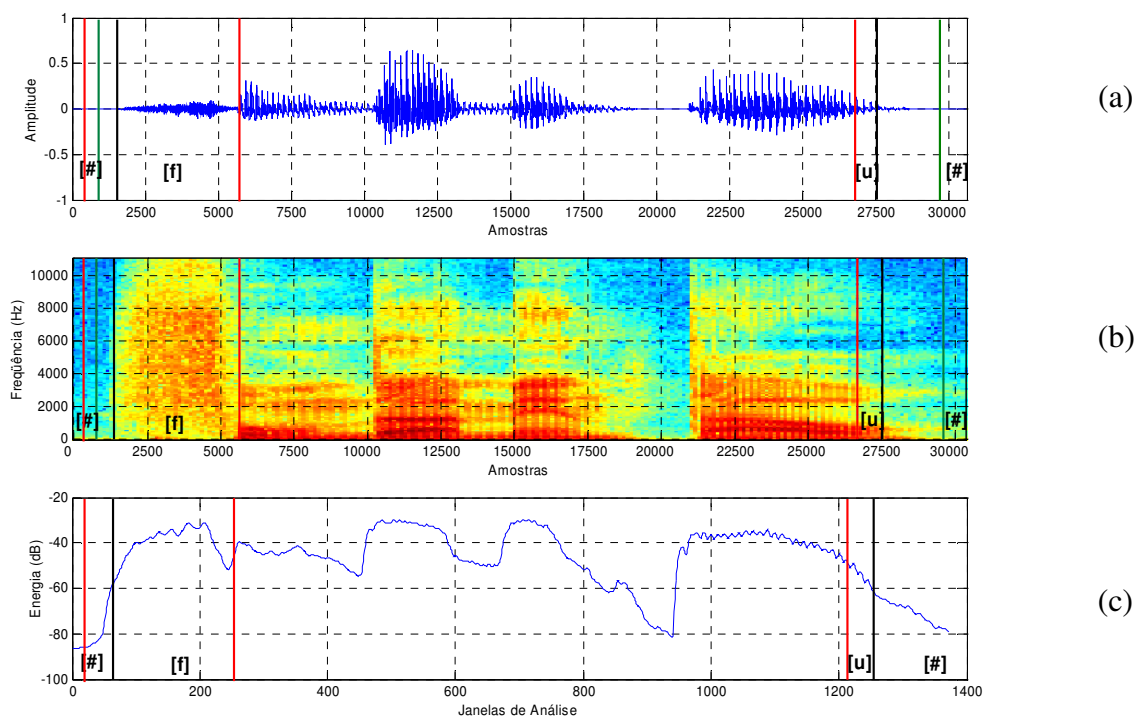 1
0.5
0
-0.5
-1
Amplitude
[#] [f] [u] [#]
0 2500 5000 7500 10000 12500 15000 17500 20000 22500 25000 27500 30000
Amostras
(a)
10000
8000
6000
4000
2000
0
Freqüência (Hz)
[#] [f] [u] [#]
0 2500 5000 7500 10000 12500 15000 17500 20000 22500 25000 27500 30000
Amostras
(b)
-20
-40
-60
-80
-100
Energia (dB)
[#] [f] [u] [#]
0 200 400 600 800 1000 1200 1400
Janelas de Análise
(c)